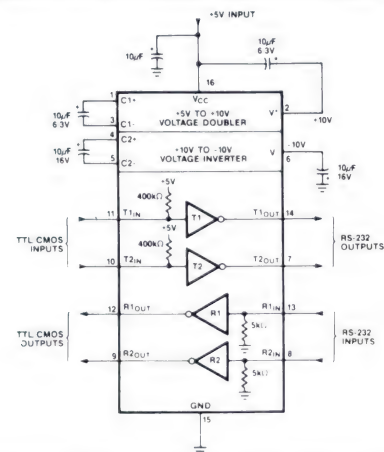 +5V INPUT
10µF
10µF
6.3V
16
1
C1+
VCC
10µF
6.3V
3
C1-
+5V TO +10V
VOLTAGE DOUBLER
V+
2
+10V
4
C2+
10µF
16V
5
C2-
+10V TO -10V
VOLTAGE INVERTER
V
-10V
6
10µF
16V
+5V
400kΩ
11
T1IN
T1
T1OUT
14
+5V
400kΩ
TTL CMOS
INPUTS
RS-232
OUTPUTS
10
T2IN
T2
T2OUT
7
12
R1OUT
R1
R1IN
13
5kΩ
TTL CMOS
OUTPUTS
RS-232
INPUTS
9
R2OUT
R2
R2IN
8
5kΩ
GND
15